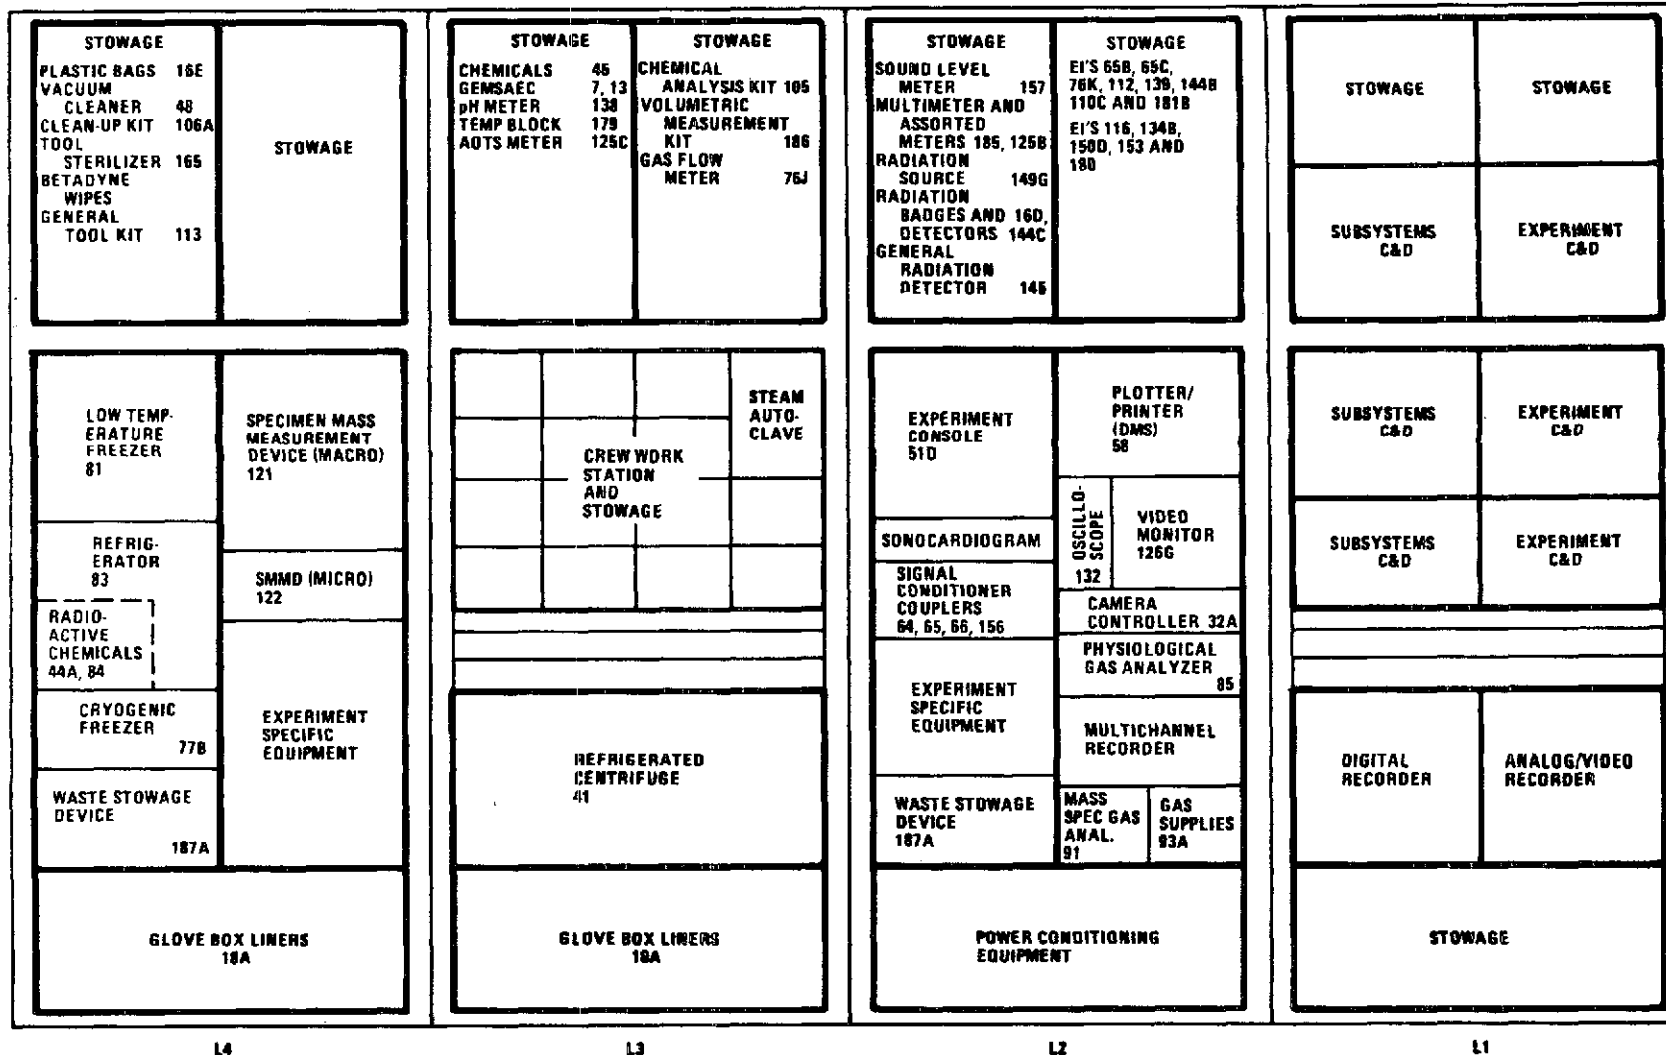 STOWAGE
PLASTIC BAGS 16E
VACUUM
CLEANER 48
CLEAN-UP KIT 106A
TOOL
STERILIZER 165
BETADYNE
WIPES
GENERAL
TOOL KIT 113
STOWAGE
LOW TEMP-
ERATURE
FREEZER
81
SPECIMEN MASS
MEASUREMENT
DEVICE (MACRO)
121
REFRIG-
ERATOR
83
SMMD (MICRO)
122
RADIO-
ACTIVE
CHEMICALS
44A, 84
CRYOGENIC
FREEZER
77B
EXPERIMENT
SPECIFIC
EQUIPMENT
WASTE STOWAGE
DEVICE
187A
GLOVE BOX LINERS
18A
L4
STOWAGE
CHEMICALS 45
GEMSAEC 7, 13
pH METER 138
TEMP BLOCK 179
AOTS METER 125C
STOWAGE
CHEMICAL
ANALYSIS KIT 105
VOLUMETRIC
MEASUREMENT
KIT 186
GAS FLOW
METER 76J
STEAM
AUTO-
CLAVE
CREW WORK
STATION
AND
STOWAGE
REFRIGERATED
CENTRIFUGE
41
GLOVE BOX LINERS
18A
L3
STOWAGE
SOUND LEVEL
METER 157
MULTIMETER AND
ASSORTED
METERS 185, 125B
RADIATION
SOURCE 149G
RADIATION
BADGES AND 16D,
DETECTORS 144C
GENERAL
RADIATION
DETECTOR 145
STOWAGE
EI'S 65B, 65C,
76K, 112, 139, 144B
110C AND 181B
EI'S 116, 134B,
150D, 153 AND
180
EXPERIMENT
CONSOLE
51D
PLOTTER/
PRINTER
(DMS)
58
SONOCARDIOGRAM
OSCILLO-
SCOPE
132
VIDEO
MONITOR
126G
SIGNAL
CONDITIONER
COUPLERS
64, 65, 66, 156
CAMERA
CONTROLLER 32A
PHYSIOLOGICAL
GAS ANALYZER
85
EXPERIMENT
SPECIFIC
EQUIPMENT
MULTICHANNEL
RECORDER
WASTE STOWAGE
DEVICE
187A
MASS
SPEC GAS
ANAL.
91
GAS
SUPPLIES
93A
POWER CONDITIONING
EQUIPMENT
L2
STOWAGE
STOWAGE
SUBSYSTEMS
C&D
EXPERIMENT
C&D
SUBSYSTEMS
C&D
EXPERIMENT
C&D
SUBSYSTEMS
C&D
EXPERIMENT
C&D
DIGITAL
RECORDER
ANALOG/VIDEO
RECORDER
STOWAGE
L1